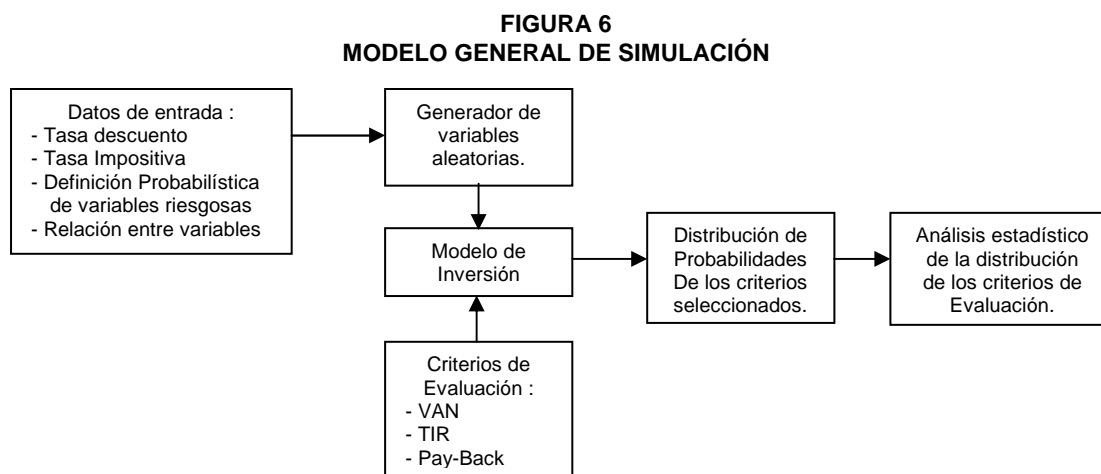 FIGURA 6
MODELO GENERAL DE SIMULACIÓN
Datos de entrada :
- Tasa descuento
- Tasa Impositiva
- Definición Probabilística
de variables riesgosas
- Relación entre variables
Generador de
variables
aleatorias.
Modelo de
Inversión
Distribución de
Probabilidades
De los criterios
seleccionados.
Análisis estadístico
de la distribución
de los criterios de
Evaluación.
Criterios de
Evaluación :
- VAN
- TIR
- Pay-Back